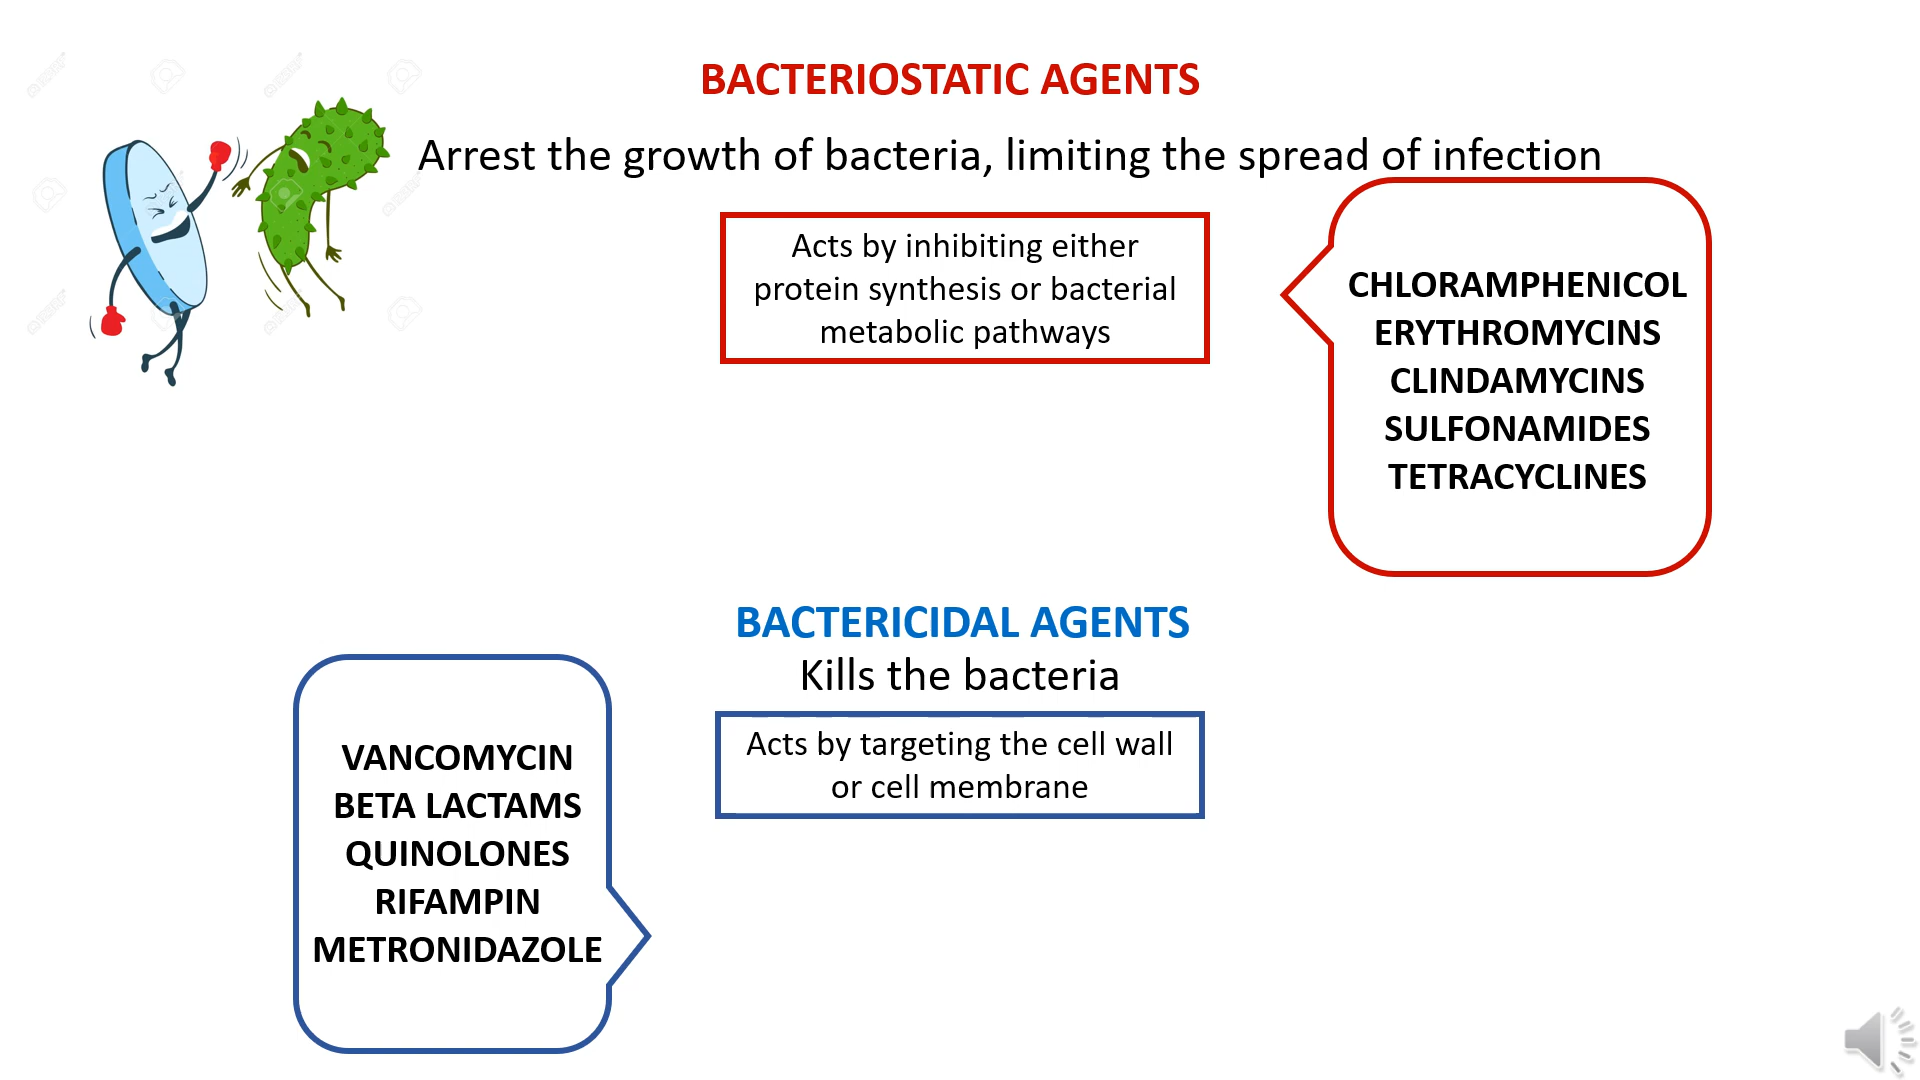 BACTERIOSTATIC AGENTS
Arrest the growth of bacteria, limiting the spread of infection
Acts by inhibiting either
protein synthesis or bacterial
metabolic pathways
CHLORAMPHENICOL
ERYTHROMYCINS
CLINDAMYCINS
SULFONAMIDES
TETRACYCLINES
BACTERICIDAL AGENTS
Kills the bacteria
Acts by targeting the cell wall
or cell membrane
VANCOMYCIN
BETA LACTAMS
QUINOLONES
RIFAMPIN
METRONIDAZOLE